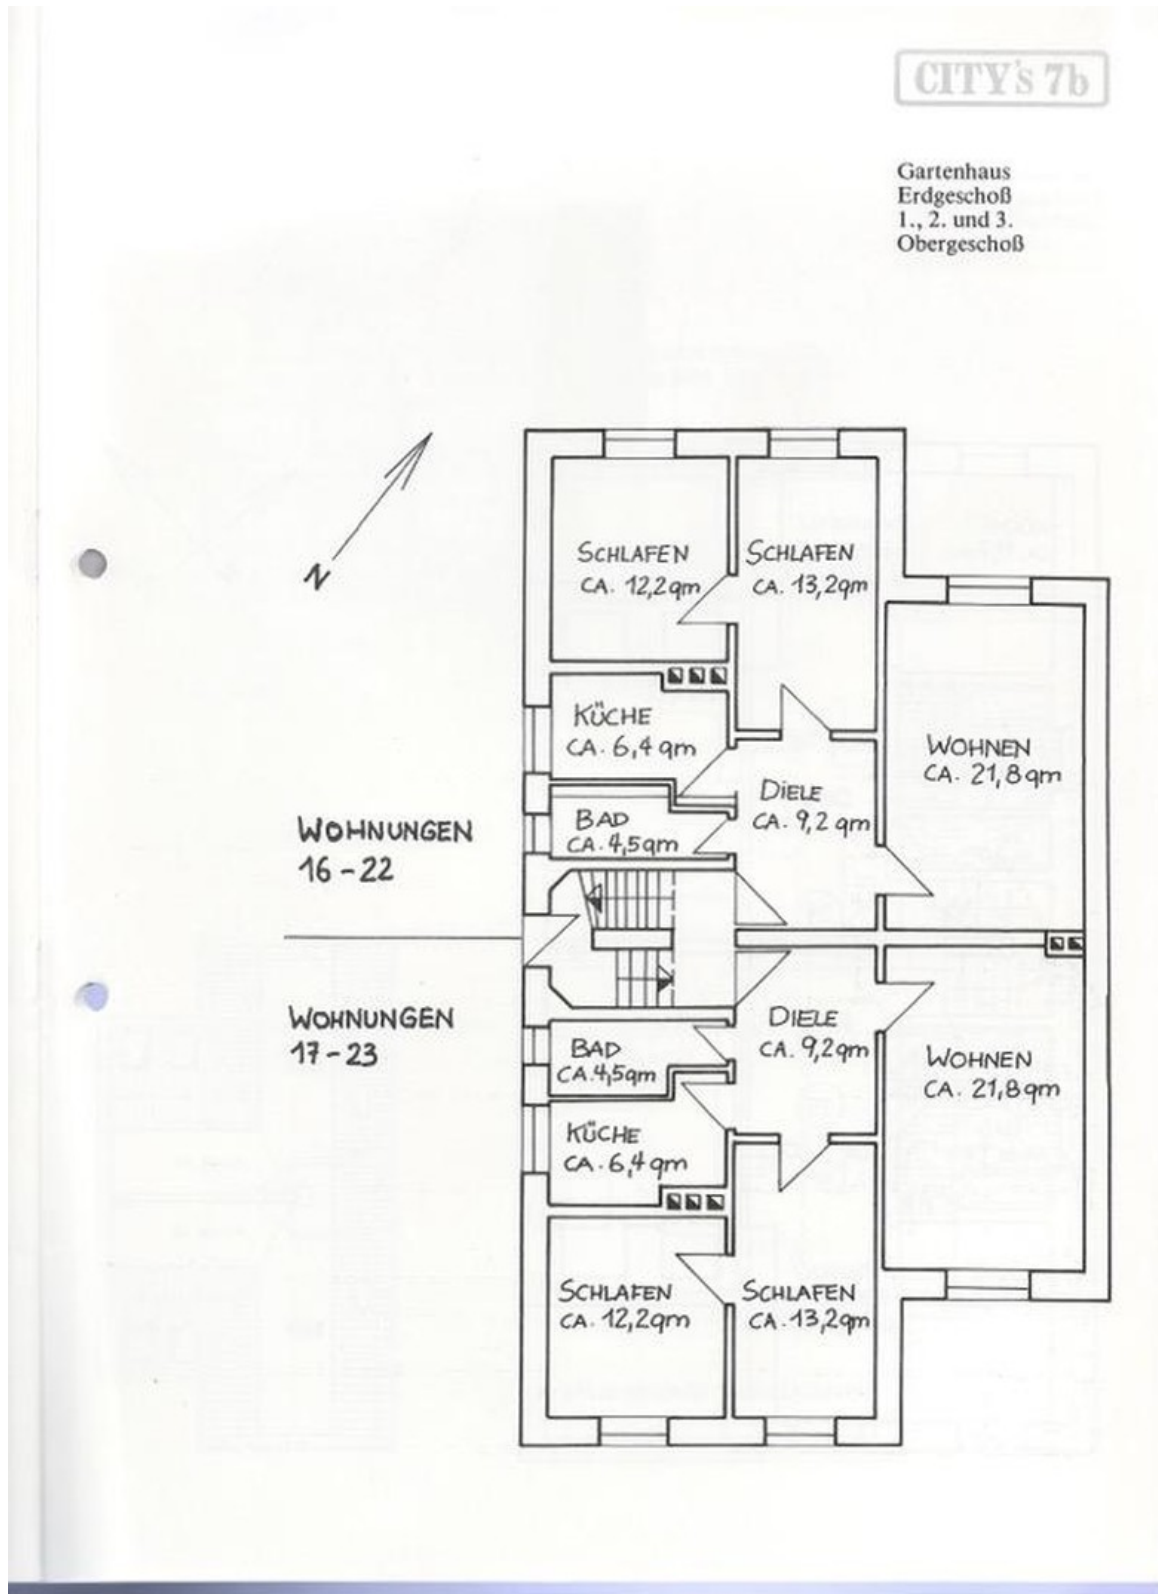 CITY's 7b
Gartenhaus
Erdgeschoß
1., 2. und 3.
Obergeschoß
N
SCHLAFEN
CA. 12,2qm
SCHLAFEN
CA. 13,2qm
KÜCHE
CA. 6,4 qm
WOHNEN
CA. 21,8qm
DIELE
CA. 9,2 qm
BAD
CA. 4,5qm
WOHNUNGEN
16-22
WOHNUNGEN
17-23
DIELE
CA. 9,2qm
BAD
CA.4,5qm
WOHNEN
CA. 21,8qm
KÜCHE
CA. 6,4 qm
SCHLAFEN
CA. 12,2qm
SCHLAFEN
CA. 13,2qm